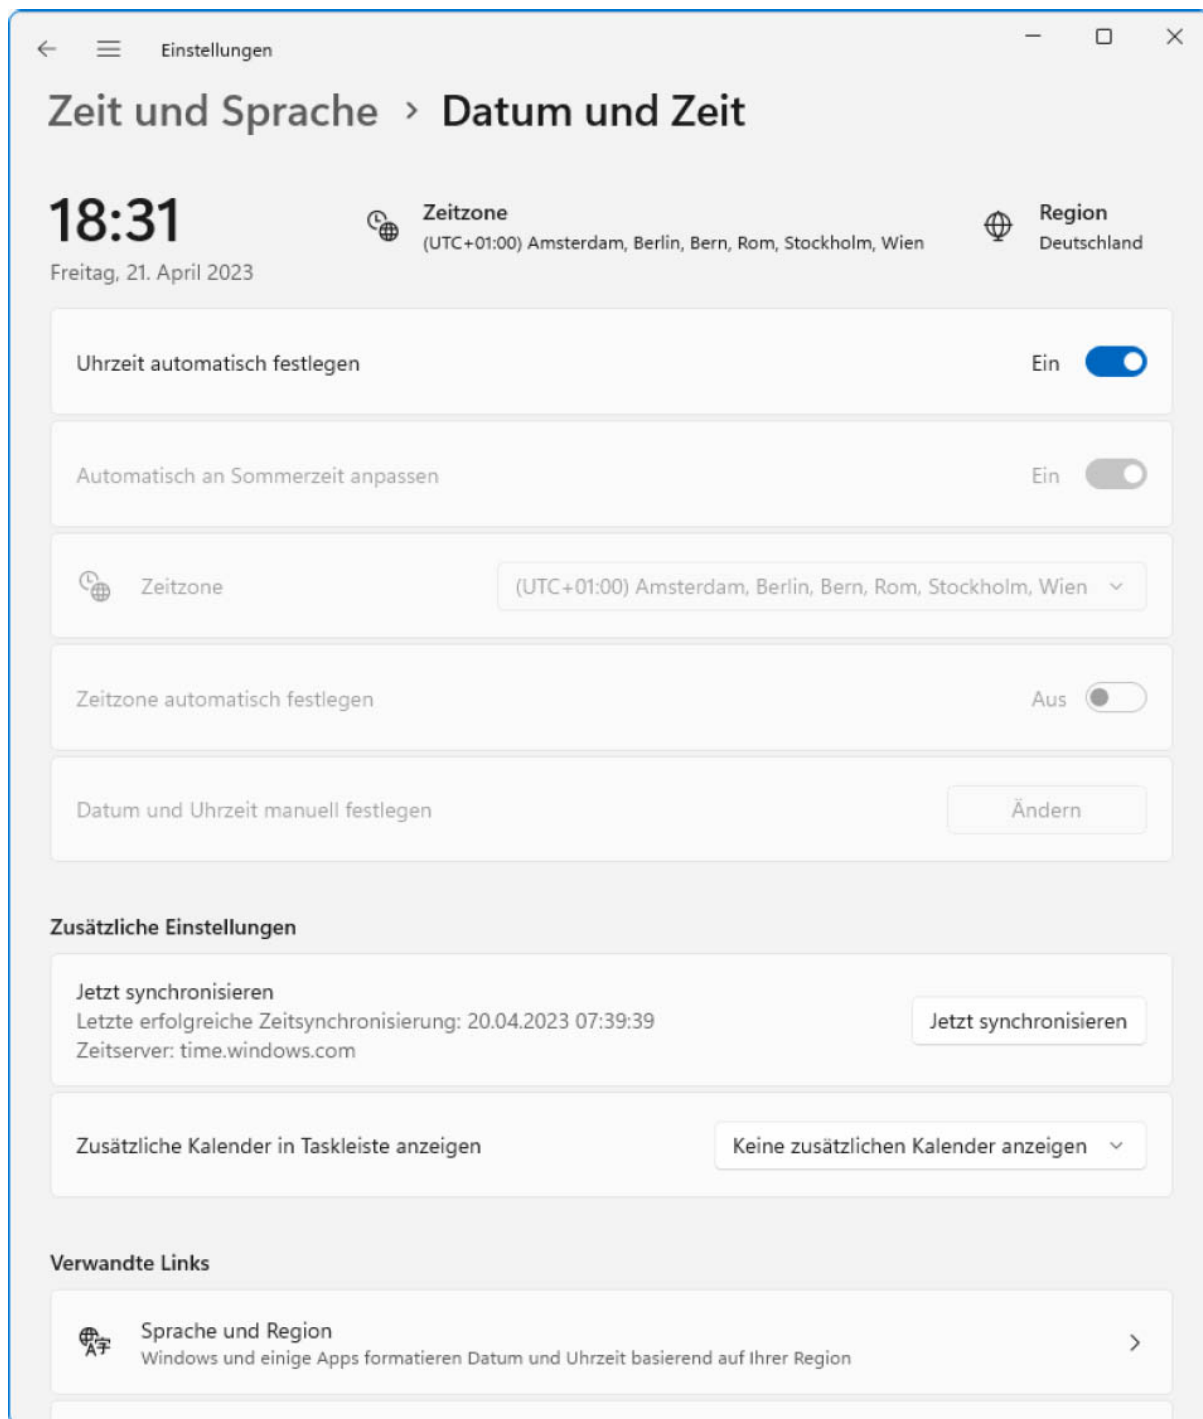 Einstellungen
Zeit und Sprache > Datum und Zeit
18:31
Freitag, 21. April 2023
Zeitzone
(UTC+01:00) Amsterdam, Berlin, Bern, Rom, Stockholm, Wien
Region
Deutschland
Uhrzeit automatisch festlegen
Ein
Automatisch an Sommerzeit anpassen
Ein
Zeitzone
(UTC+01:00) Amsterdam, Berlin, Bern, Rom, Stockholm, Wien
Zeitzone automatisch festlegen
Aus
Datum und Uhrzeit manuell festlegen
Ändern
Zusätzliche Einstellungen
Jetzt synchronisieren
Letzte erfolgreiche Zeitsynchronisierung: 20.04.2023 07:39:39
Zeitserver: time.windows.com
Jetzt synchronisieren
Zusätzliche Kalender in Taskleiste anzeigen
Keine zusätzlichen Kalender anzeigen
Verwandte Links
Sprache und Region
Windows und einige Apps formatieren Datum und Uhrzeit basierend auf Ihrer Region